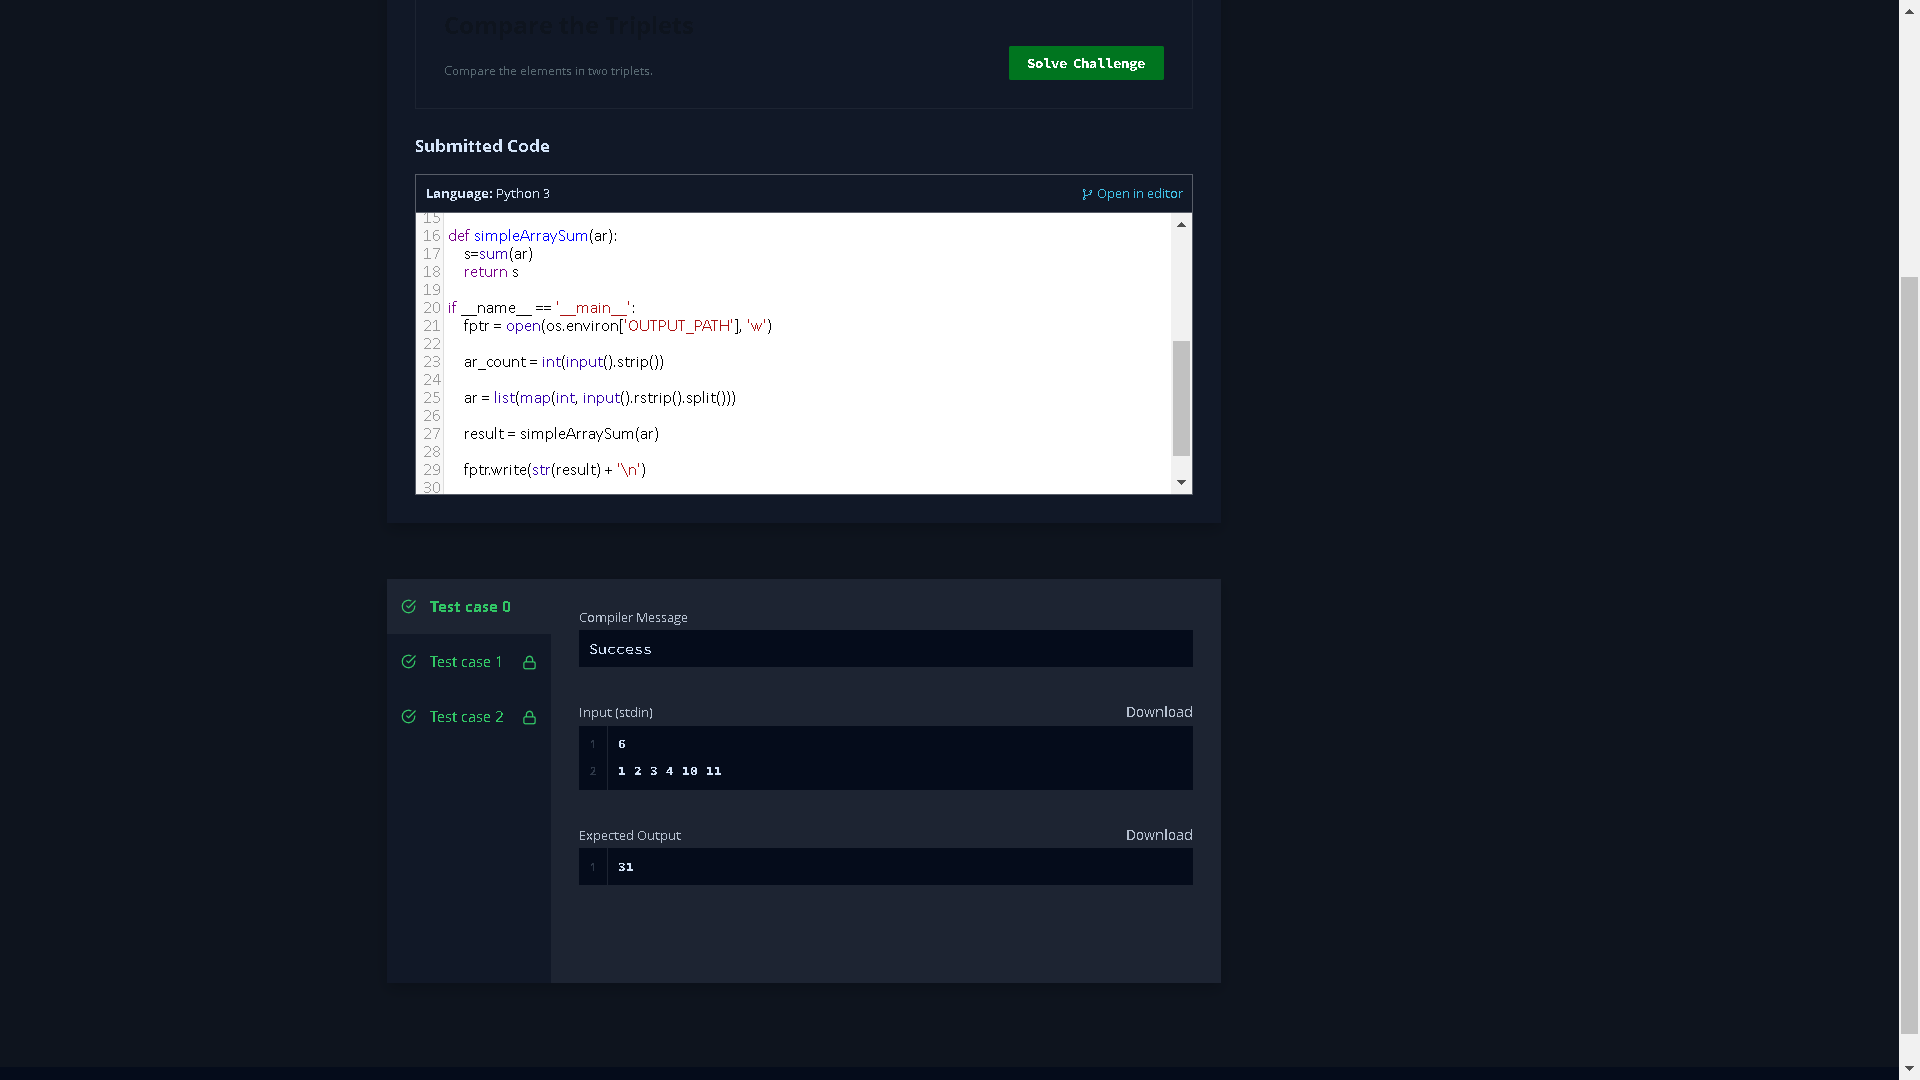 Compare the Triplets
Compare the elements in two triplets.
Solve Challenge
Submitted Code
Language: Python 3
Open in editor
15
16 def simpleArraySum(ar):
17 s=sum(ar)
18 return s
19
20 if __name__ == '__main__':
21 fptr = open(os.environ['OUTPUT_PATH'], 'w')
22
23 ar_count = int(input().strip())
24
25 ar = list(map(int, input().rstrip().split()))
26
27 result = simpleArraySum(ar)
28
29 fptr.write(str(result) + '\n')
30
Test case 0
Test case 1
Test case 2
Compiler Message
Success
Input (stdin)
Download
1 6
2 1 2 3 4 10 11
Expected Output
Download
1 31